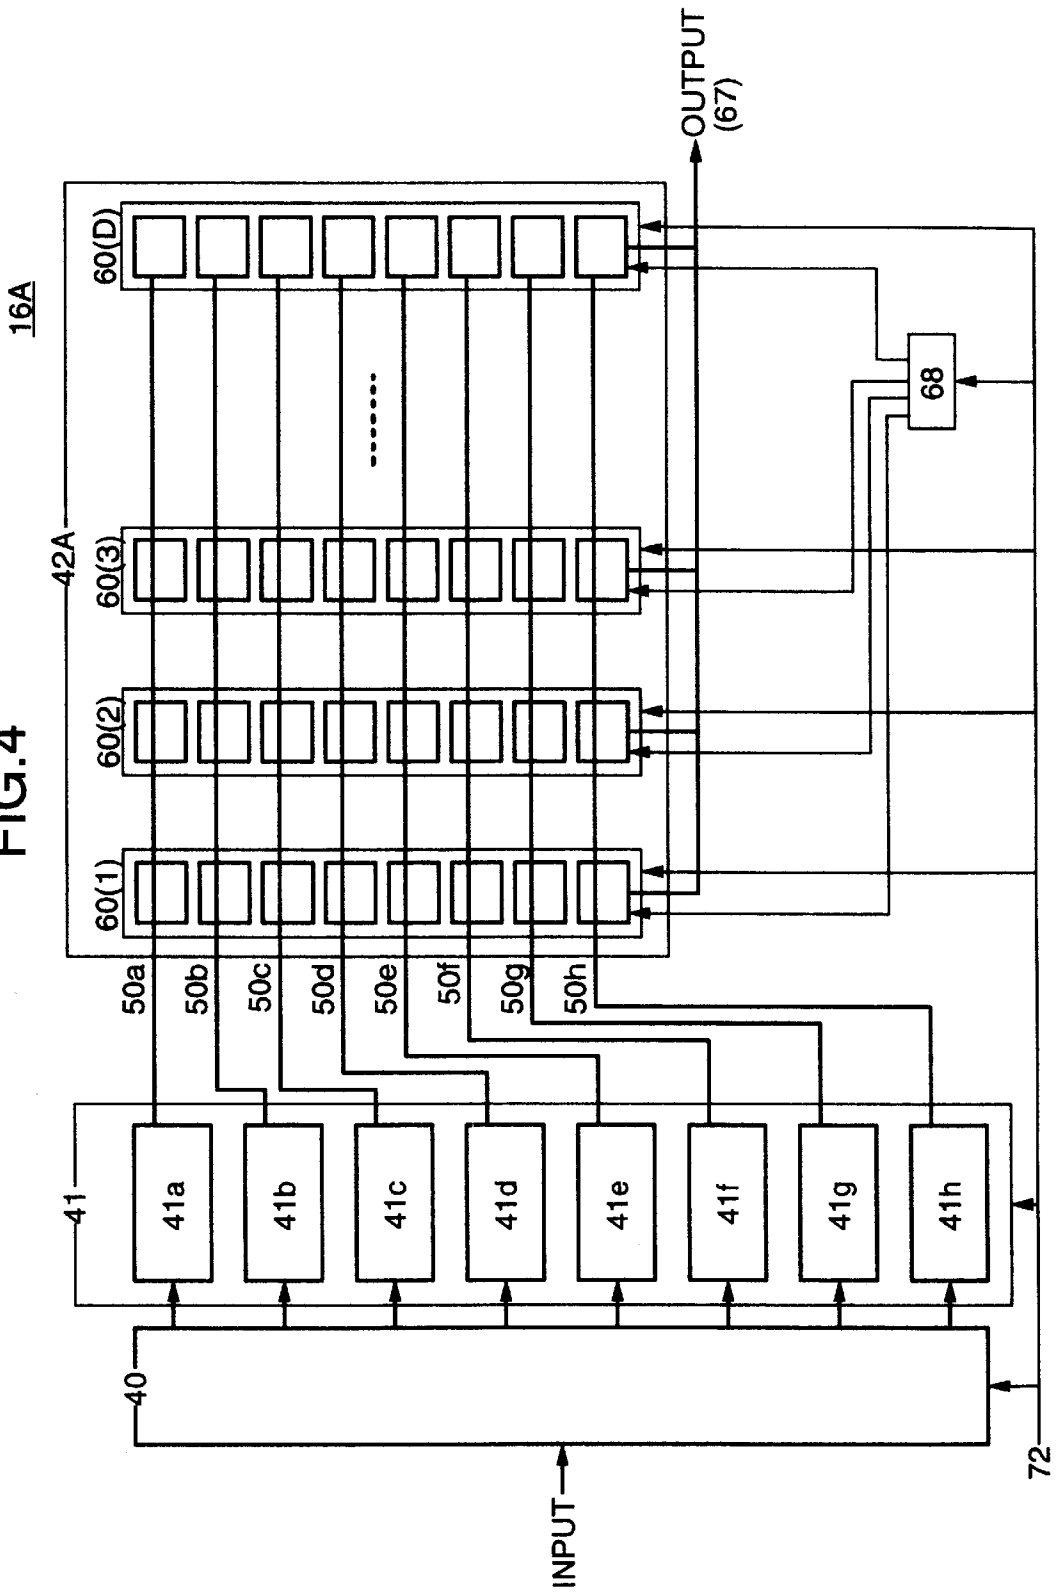 FIG.4
16A
42A
60(1)
60(2)
60(3)
60(D)
50a
50b
50c
50d
50e
50f
50g
50h
41
41a
41b
41c
41d
41e
41f
41g
41h
40
INPUT
72
68
OUTPUT
(67)